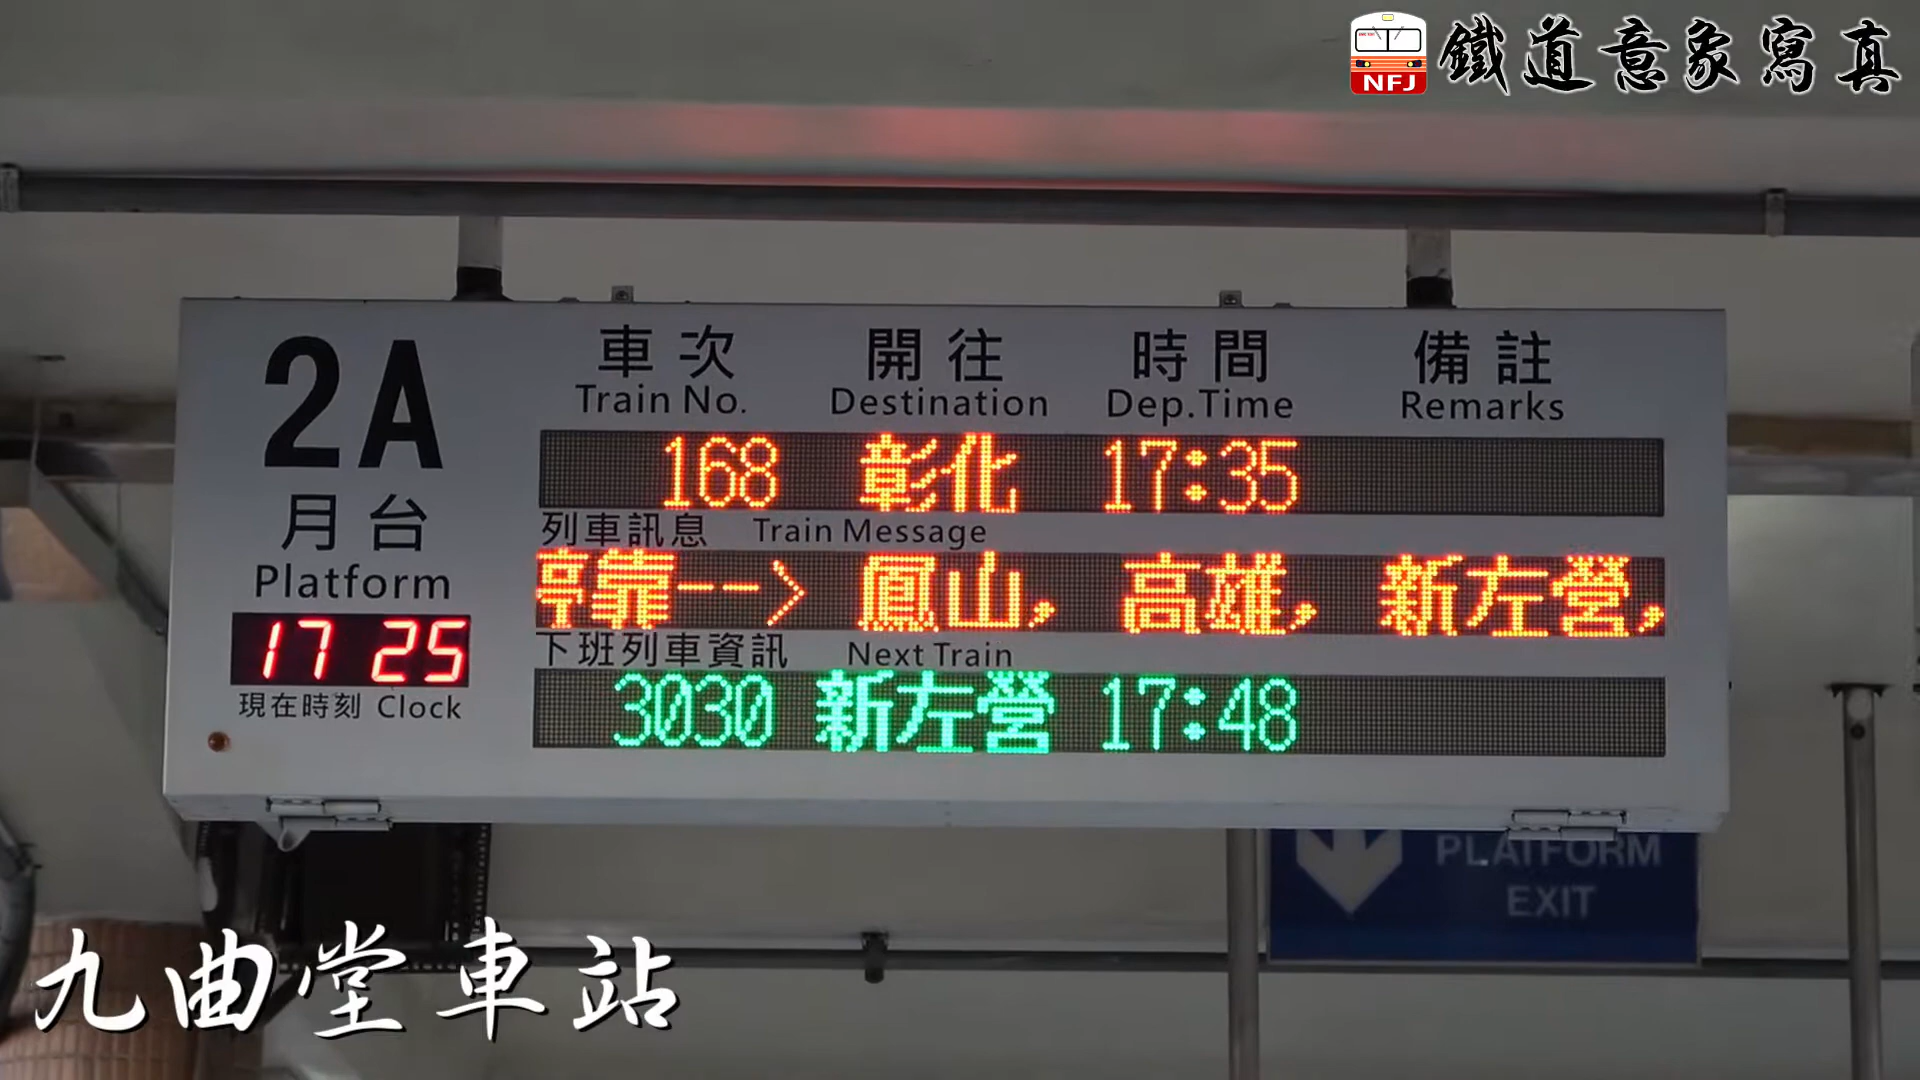 NFJ 鐵道意象寫真
2A
月台
Platform
17 25
現在時刻 Clock
車次 開往 時間 備註
Train No. Destination Dep.Time Remarks
168 彰化 17:35
列車訊息 Train Message
停靠--> 鳳山, 高雄, 新左營,
下班列車資訊 Next Train
3030 新左營 17:48
PLATFORM
EXIT
九曲堂車站